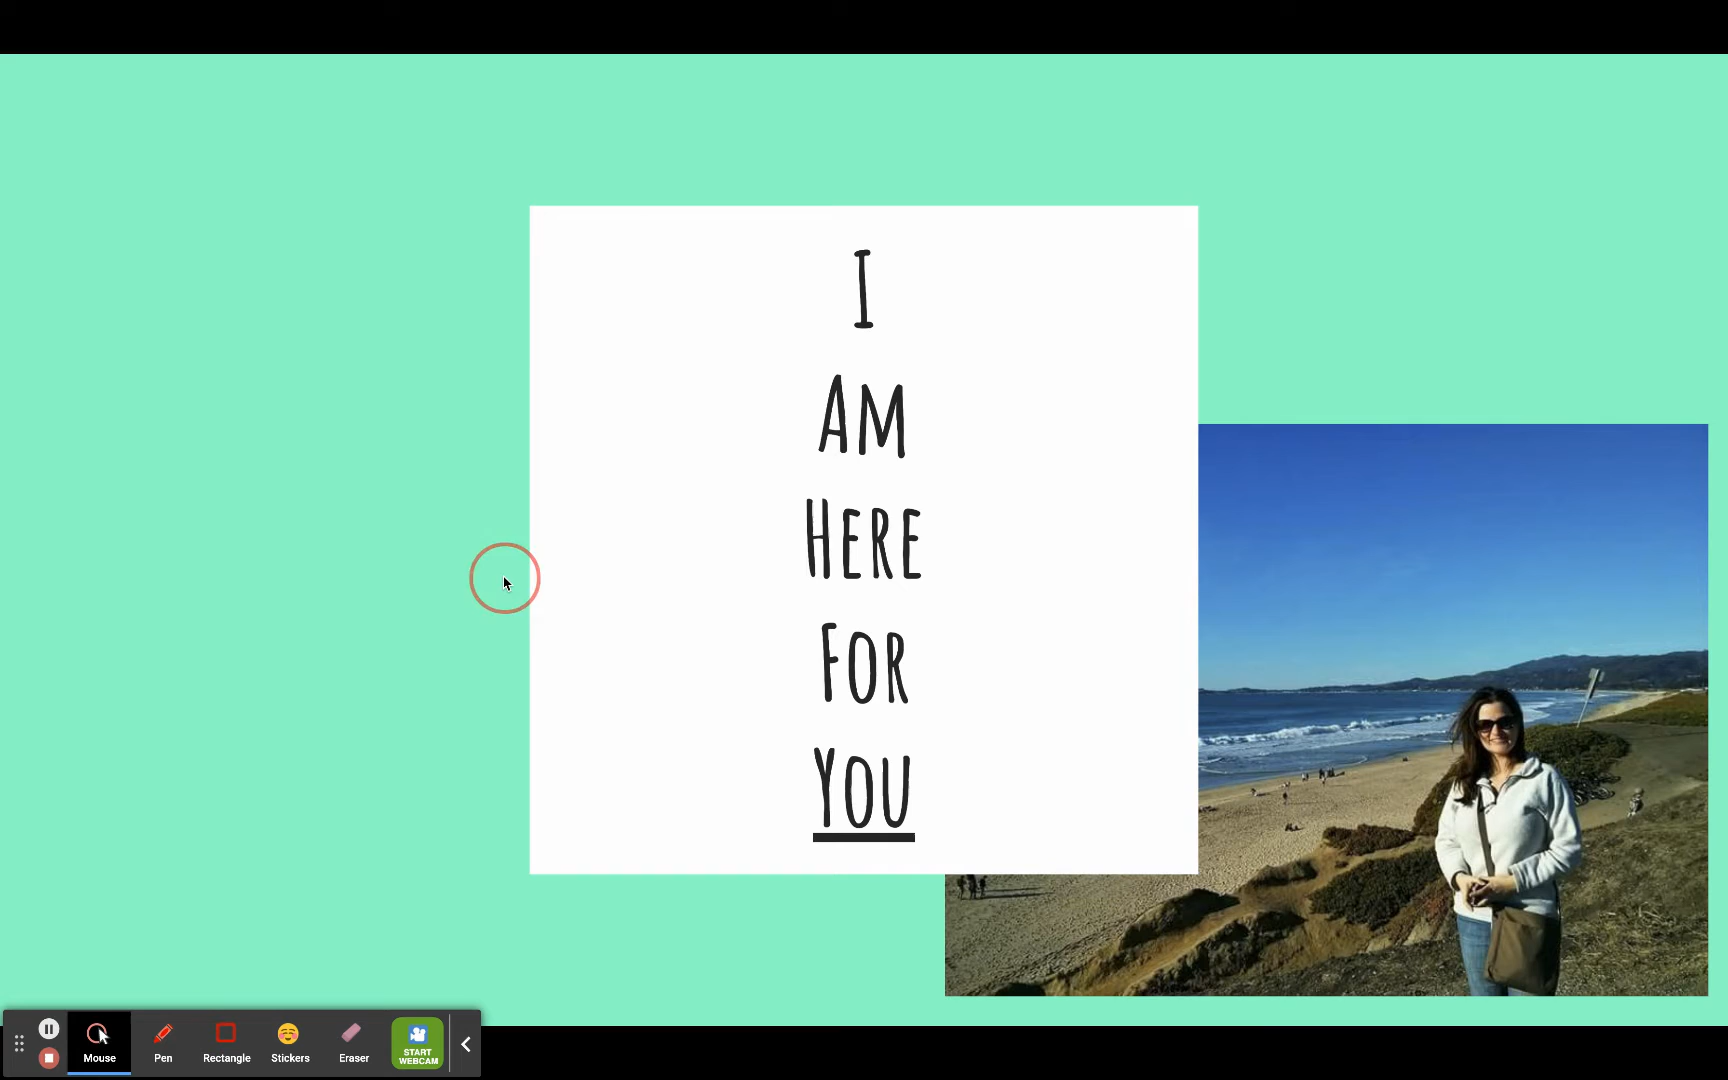 I
Am
Here
For
You
Mouse
Pen
Rectangle
Stickers
Eraser
START
WEBCAM